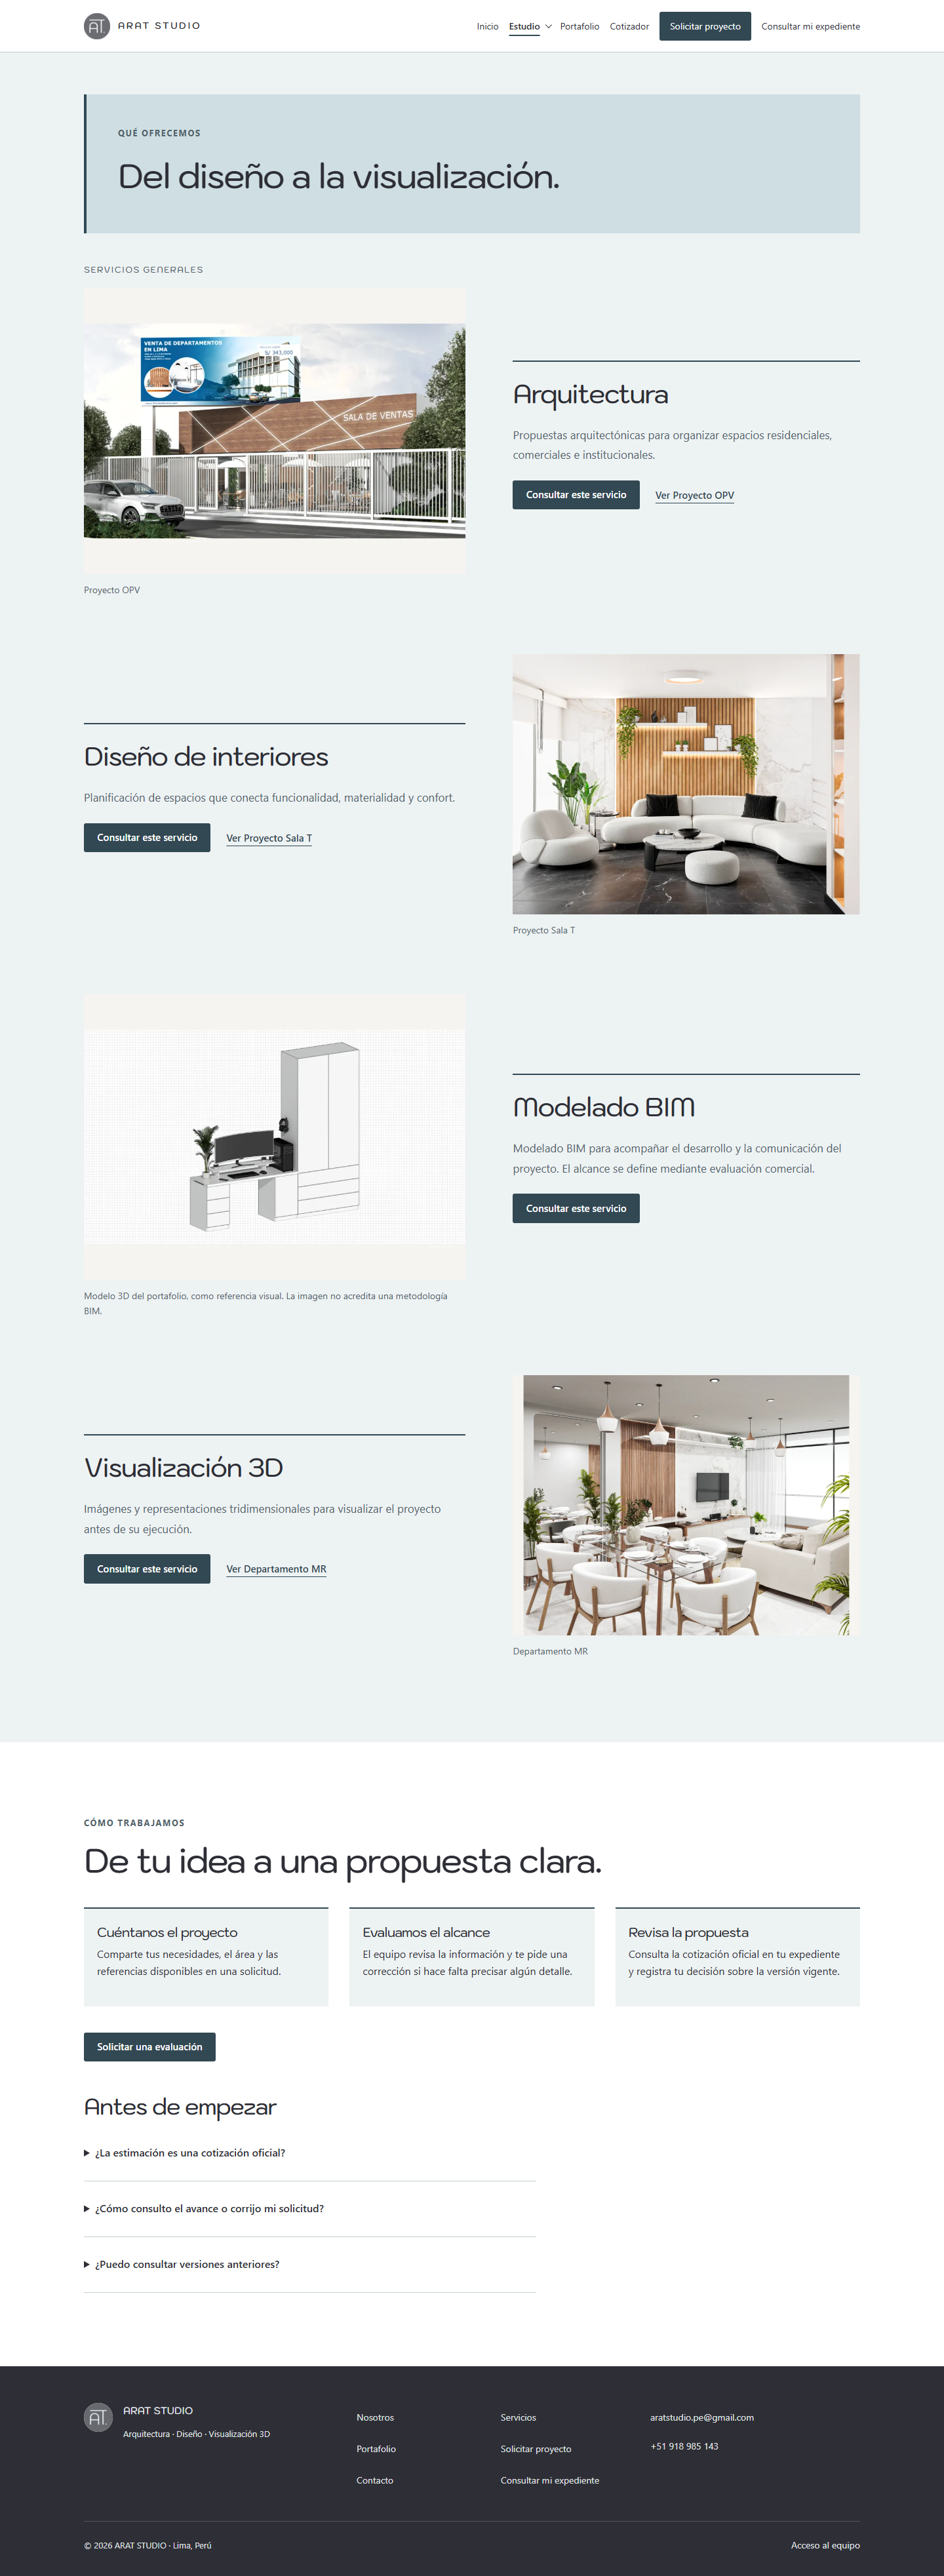 ARAT STUDIO
Inicio
Estudio
Portafolio
Cotizador
Solicitar proyecto
Consultar mi expediente
QUÉ OFRECEMOS
Del diseño a la visualización.
SERVICIOS GENERALES
VENTA DE DEPARTAMENTOS
EN LIMA
S/ 343,000
SALA DE VENTAS
Proyecto OPV
Arquitectura
Propuestas arquitectónicas para organizar espacios residenciales,
comerciales e institucionales.
Consultar este servicio
Ver Proyecto OPV
Diseño de interiores
Planificación de espacios que conecta funcionalidad, materialidad y confort.
Consultar este servicio
Ver Proyecto Sala T
Proyecto Sala T
Modelo 3D del portafolio, como referencia visual. La imagen no acredita una metodología
BIM.
Modelado BIM
Modelado BIM para acompañar el desarrollo y la comunicación del
proyecto. El alcance se define mediante evaluación comercial.
Consultar este servicio
Visualización 3D
Imágenes y representaciones tridimensionales para visualizar el proyecto
antes de su ejecución.
Consultar este servicio
Ver Departamento MR
Departamento MR
CÓMO TRABAJAMOS
De tu idea a una propuesta clara.
Cuéntanos el proyecto
Comparte tus necesidades, el área y las
referencias disponibles en una solicitud.
Evaluamos el alcance
El equipo revisa la información y te pide una
corrección si hace falta precisar algún detalle.
Revisa la propuesta
Consulta la cotización oficial en tu expediente
y registra tu decisión sobre la versión vigente.
Solicitar una evaluación
Antes de empezar
¿La estimación es una cotización oficial?
¿Cómo consulto el avance o corrijo mi solicitud?
¿Puedo consultar versiones anteriores?
ARAT STUDIO
Arquitectura · Diseño · Visualización 3D
Nosotros
Portafolio
Contacto
Servicios
Solicitar proyecto
Consultar mi expediente
aratstudio.pe@gmail.com
+51 918 985 143
© 2026 ARAT STUDIO · Lima, Perú
Acceso al equipo